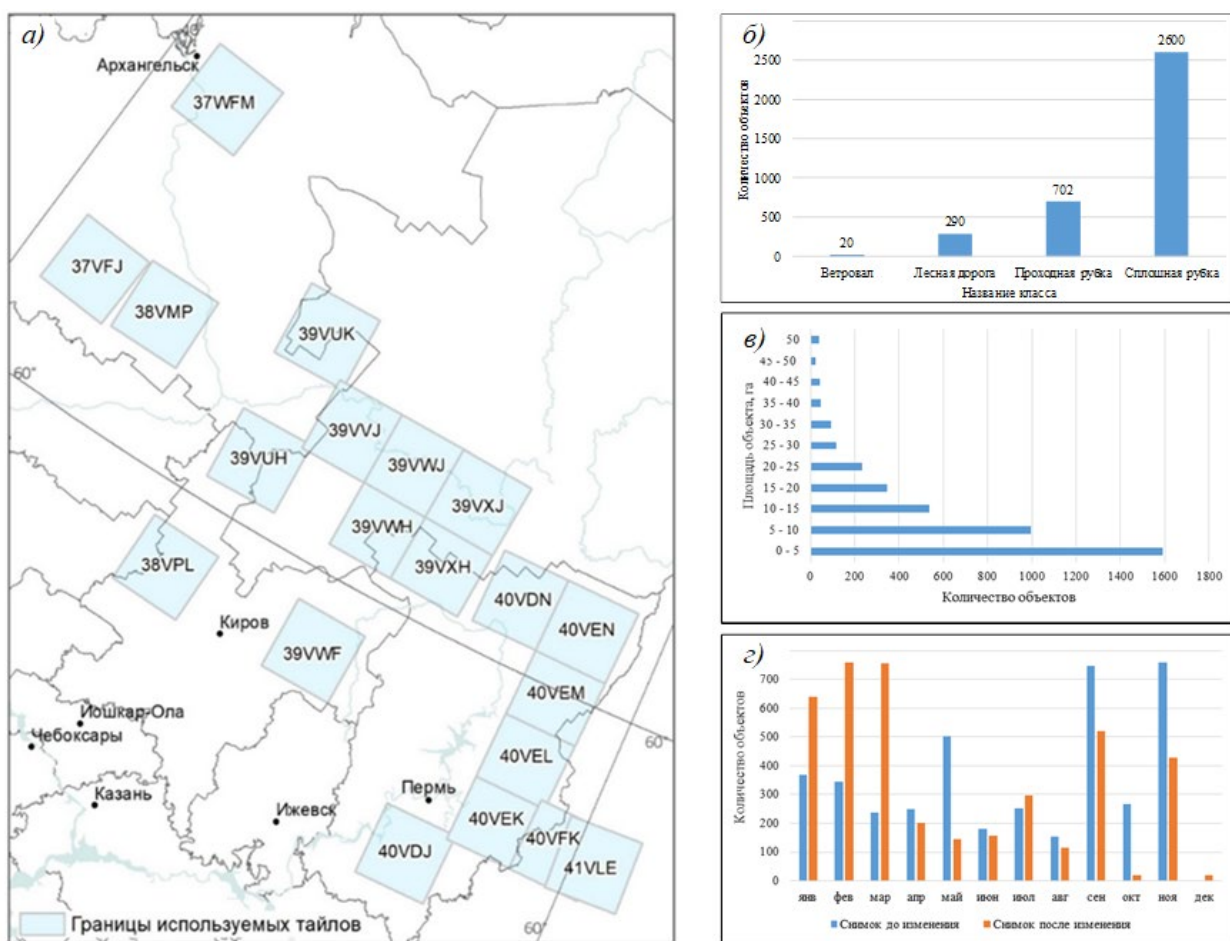 а)
Архангельск
37WFM
37VFJ
38VMP
39VUK
60°
39VVJ
39VUH
39VWJ
39VXJ
39VWH
39VXH
38VPL
40VDN
40VEN
Киров
39VWF
40VEM
Йошкар-Ола
Чебоксары
60°
40VEL
Казань
Пермь
Ижевск
40VEK
40VFK
40VDJ
41VLE
60°
Границы используемых тайлов
б)
Количество объектов
2500
2000
1500
1000
500
0
20
290
702
2600
Ветровал Лесная дорога Проходная рубка Сплошная рубка
Название класса
в)
Площадь объекта, га
50
45 - 50
40 - 45
35 - 40
30 - 35
25 - 30
20 - 25
15 - 20
10 - 15
5 - 10
0 - 5
0 200 400 600 800 1000 1200 1400 1600 1800
Количество объектов
г)
Количество объектов
700
600
500
400
300
200
100
0
янв фев мар апр май июн июл авг сен окт ноя дек
Снимок до изменения Снимок после изменения